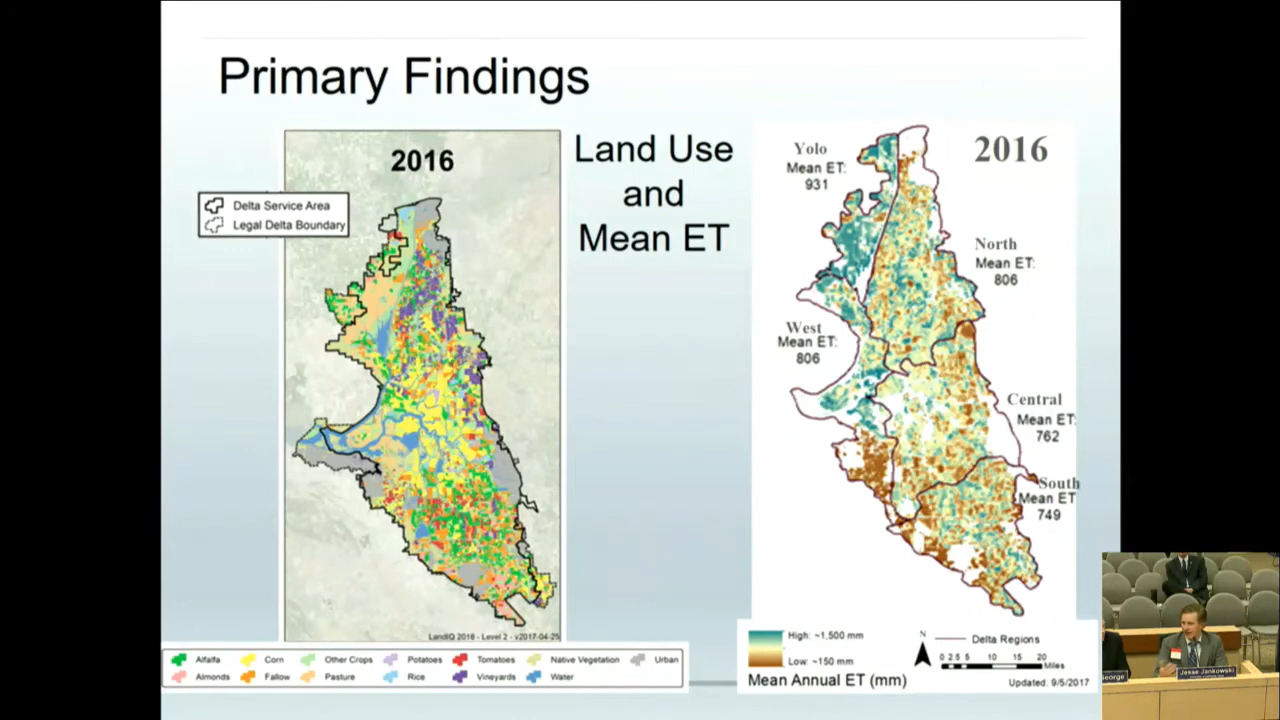 Primary Findings
Land Use
and
Mean ET
2016
Delta Service Area
Legal Delta Boundary
LandIQ 2016 - Level 2 - v2017-04-25
Alfalfa Corn Other Crops Potatoes Tomatoes Native Vegetation Urban
Almonds Fallow Pasture Rice Vineyards Water
2016
Yolo
Mean ET:
931
North
Mean ET:
806
West
Mean ET:
806
Central
Mean ET:
762
South
Mean ET
749
High: ~1,500 mm
Low: ~150 mm
Mean Annual ET (mm)
N
Delta Regions
0 2.5 5 10 15 20
Miles
Updated: 9/5/2017
George
Jesse Jankowski